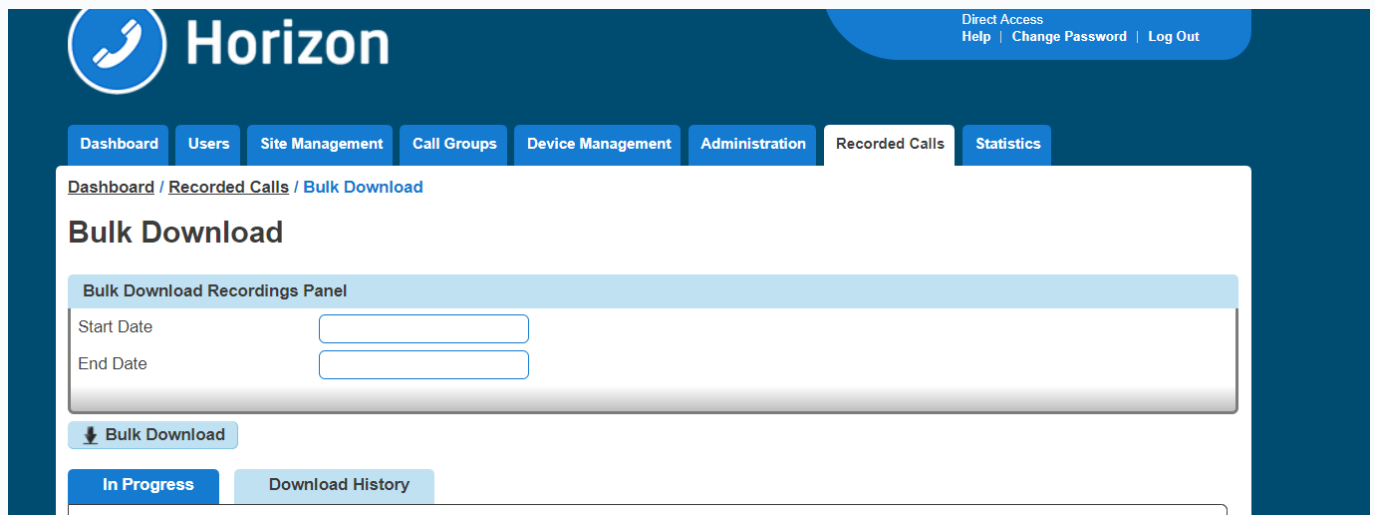 Horizon
Direct Access
Help | Change Password | Log Out
Dashboard Users Site Management Call Groups Device Management Administration Recorded Calls Statistics
Dashboard / Recorded Calls / Bulk Download
Bulk Download
Bulk Download Recordings Panel
Start Date
End Date
Bulk Download
In Progress Download History